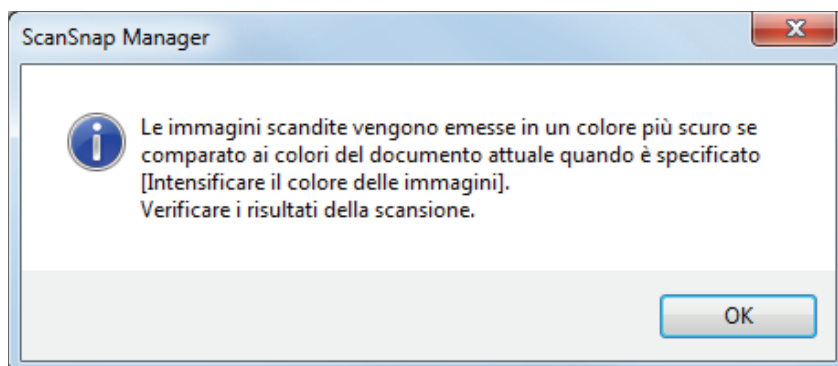 ScanSnap Manager
Le immagini scandite vengono emesse in un colore più scuro se
comparato ai colori del documento attuale quando è specificato
[Intensificare il colore delle immagini].
Verificare i risultati della scansione.
OK